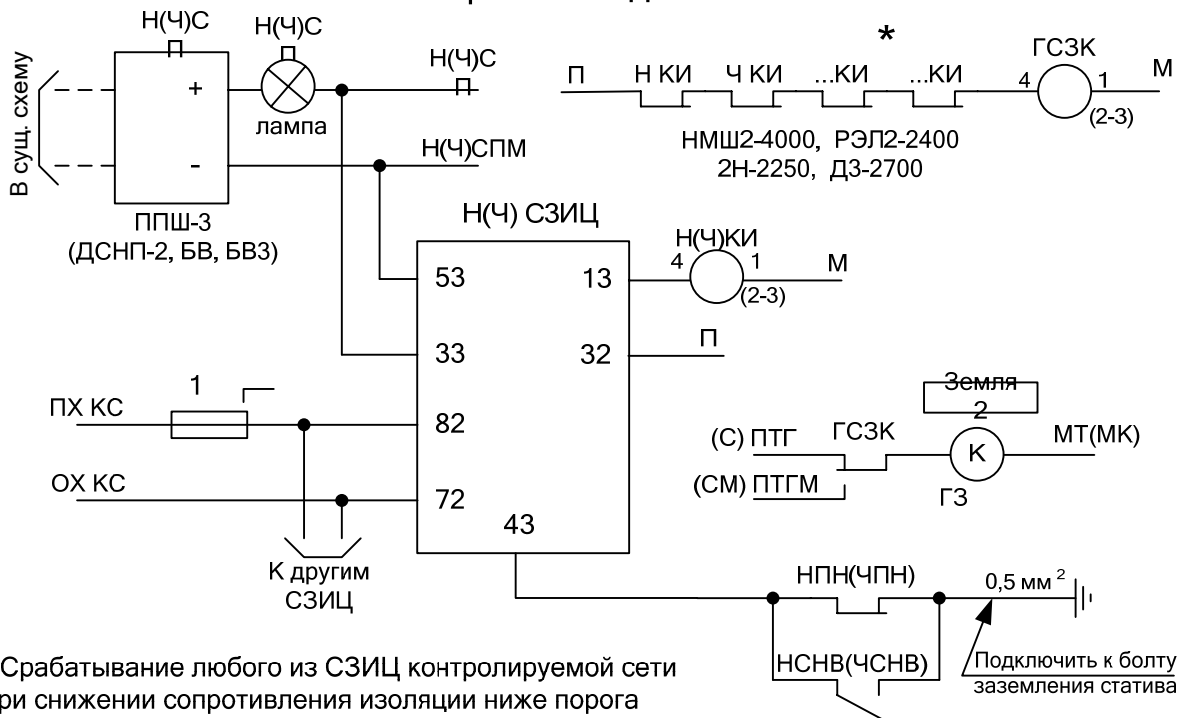 Н(Ч)С
Н(Ч)С
Н(Ч)С
*
ГСЗК
П
Н КИ
Ч КИ
...КИ
...КИ
4
1
М
(2-3)
В сущ. схему
+
-
лампа
Н(Ч)СПМ
НМШ2-4000, РЭЛ2-2400
2Н-2250, Д3-2700
ППШ-3
(ДСНП-2, БВ, БВЗ)
Н(Ч) СЗИЦ
Н(Ч)КИ
4
1
М
(2-3)
53
13
33
32
П
1
ПХ КС
82
ОХ КС
72
43
К другим
СЗИЦ
Земля
2
(С) ПТГ
ГСЗК
К
МТ(МК)
(СМ) ПТГМ
ГЗ
НПН(ЧПН)
0,5 мм 2
НСНВ(ЧСНВ)
Подключить к болту
заземления статива
Срабатывание любого из СЗИЦ контролируемой сети
ри снижении сопротивления изоляции ниже порога